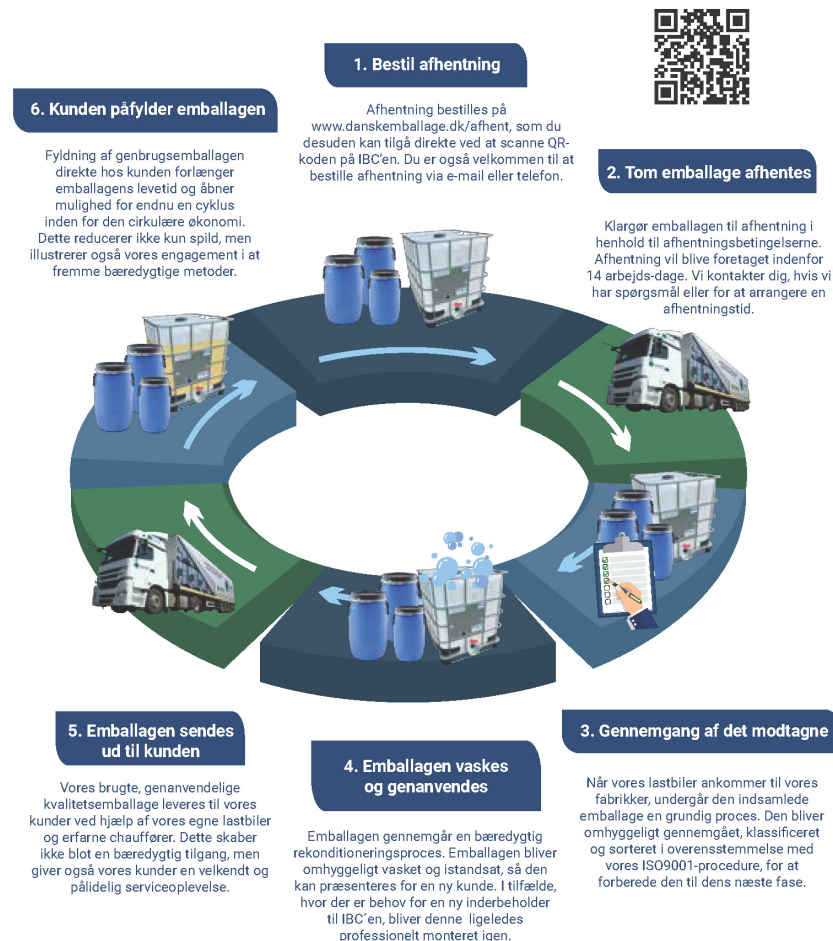 1. Bestil afhentning
Afhentning bestilles på
www.danskemballage.dk/afhent, som du
desuden kan tilgå direkte ved at scanne QR-
koden på IBC'en. Du er også velkommen til at
bestille afhentning via e-mail eller telefon.
2. Tom emballage afhentes
Klargør emballagen til afhentning i
henhold til afhentningsbetingelserne.
Afhentning vil blive foretaget indenfor
14 arbejds-dage. Vi kontakter dig, hvis vi
har spørgsmål eller for at arrangere en
afhentningstid.
3. Gennemgang af det modtagne
Når vores lastbiler ankommer til vores
fabrikker, undergår den indsamlede
emballage en grundig proces. Den bliver
omhyggeligt gennemgået, klassificeret
og sorteret i overensstemmelse med
vores ISO9001-procedure, for at
forberede den til dens næste fase.
4. Emballagen vaskes
og genanvendes
Emballagen gennemgår en bæredygtig
rekonditioneringsproces. Emballagen bliver
omhyggeligt vasket og istandsat, så den
kan præsenteres for en ny kunde. I tilfælde,
hvor der er behov for en ny inderbeholder
til IBC´en, bliver denne ligeledes
professionelt monteret igen.
5. Emballagen sendes
ud til kunden
Vores brugte, genanvendelige
kvalitetsemballage leveres til vores
kunder ved hjælp af vores egne lastbiler
og erfarne chauffører. Dette skaber
ikke blot en bæredygtig tilgang, men
giver også vores kunder en velkendt og
pålidelig serviceoplevelse.
6. Kunden påfylder emballagen
Fyldning af genbrugsemballagen
direkte hos kunden forlænger
emballagens levetid og åbner
mulighed for endnu en cyklus
inden for den cirkulære økonomi.
Dette reducerer ikke kun spild, men
illustrerer også vores engagement i at
fremme bæredygtige metoder.